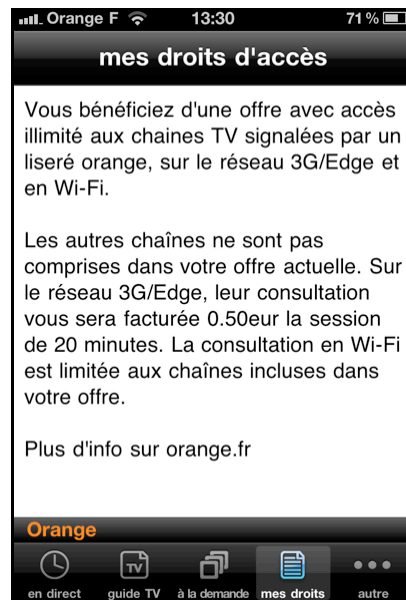 Orange F 13:30 71 %
mes droits d'accès
Vous bénéficiez d'une offre avec accès
illimité aux chaines TV signalées par un
liseré orange, sur le réseau 3G/Edge et
en Wi-Fi.
Les autres chaînes ne sont pas
comprises dans votre offre actuelle. Sur
le réseau 3G/Edge, leur consultation
vous sera facturée 0.50eur la session
de 20 minutes. La consultation en Wi-Fi
est limitée aux chaînes incluses dans
votre offre.
Plus d'info sur orange.fr
Orange
TV
en direct guide TV à la demande mes droits autre